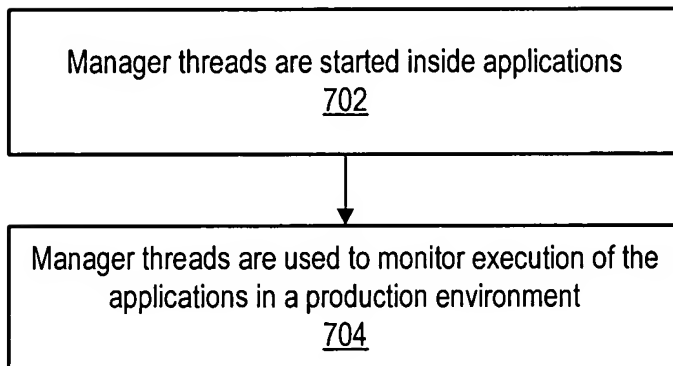 Manager threads are started inside applications
702
Manager threads are used to monitor execution of the
applications in a production environment
704